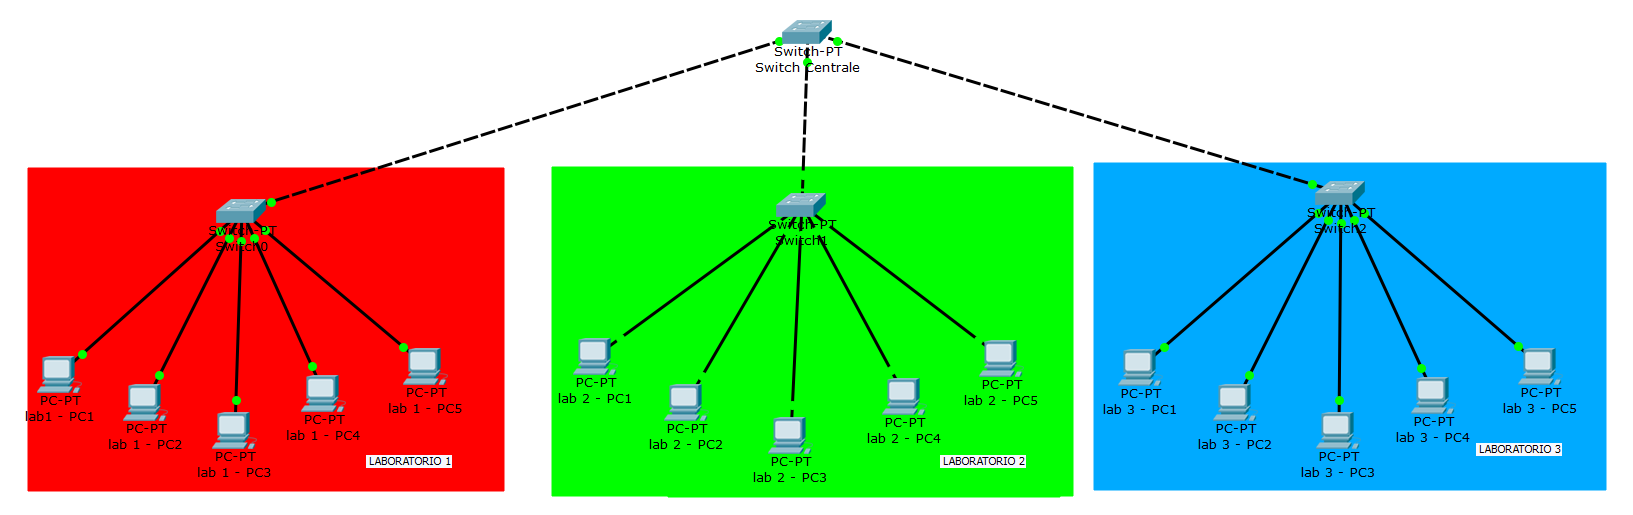 Switch-PT
Switch Centrale
Switch-PT
Switch0
PC-PT
lab1 - PC1
PC-PT
lab 1 - PC2
PC-PT
lab 1 - PC3
PC-PT
lab 1 - PC4
PC-PT
lab 1 - PC5
LABORATORIO 1
Switch-PT
Switch1
PC-PT
lab 2 - PC1
PC-PT
lab 2 - PC2
PC-PT
lab 2 - PC3
PC-PT
lab 2 - PC4
PC-PT
lab 2 - PC5
LABORATORIO 2
Switch-PT
Switch2
PC-PT
lab 3 - PC1
PC-PT
lab 3 - PC2
PC-PT
lab 3 - PC3
PC-PT
lab 3 - PC4
PC-PT
lab 3 - PC5
LABORATORIO 3